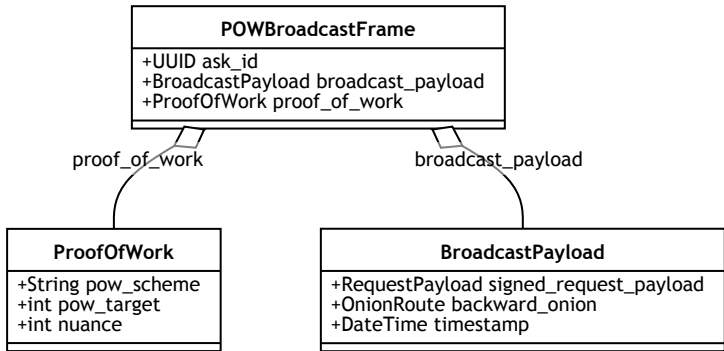 POWBroadcastFrame
+UUID ask_id
+BroadcastPayload broadcast_payload
+ProofOfWork proof_of_work
proof_of_work
broadcast_payload
ProofOfWork
+String pow_scheme
+int pow_target
+int nuance
BroadcastPayload
+RequestPayload signed_request_payload
+OnionRoute backward_onion
+DateTime timestamp